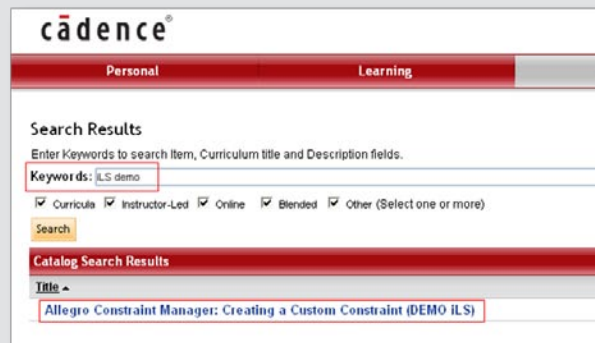 cādence®
Personal Learning
Search Results
Enter Keywords to search Item, Curriculum title and Description fields.
Keywords: iLS demo
Curricula Instructor-Led Online Blended Other (Select one or more)
Search
Catalog Search Results
Title
Allegro Constraint Manager: Creating a Custom Constraint (DEMO iLS)